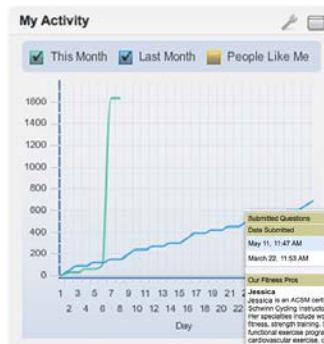 My Activity
This Month Last Month People Like Me
1600
1400
1200
1000
800
600
400
200
0
1 3 5 7 9 11 13 15 17 19 21
2 4 6 8 10 12 14 16 18 20 22
Day
Submitted Questions
Date Submitted
May 11, 11:47 AM
March 22, 11:53 AM
Our Fitness Pros
Jessica
Jessica is an ACSM cert
Schwinn Cycling Instructo
Her specialties include wo
fitness, strength training,
functional exercise progra
cardiovascular exercise, c